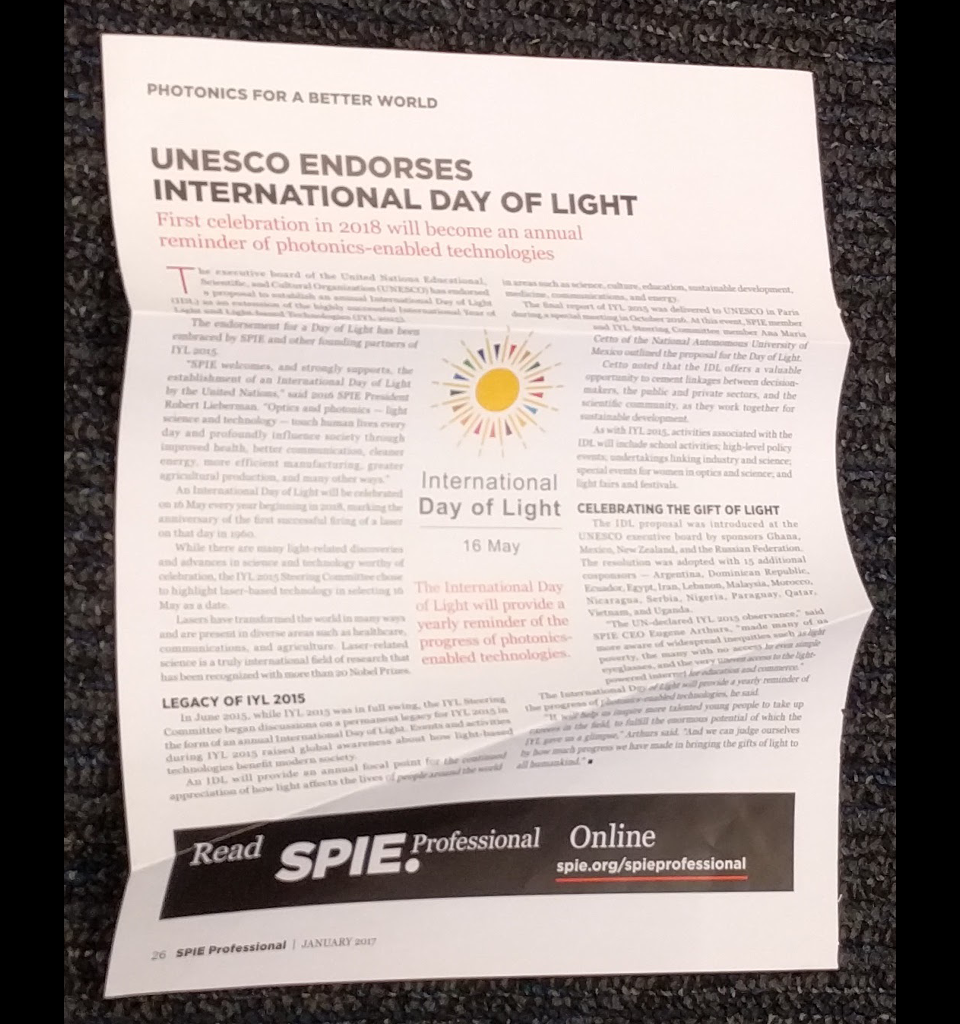 PHOTONICS FOR A BETTER WORLD
UNESCO ENDORSES
INTERNATIONAL DAY OF LIGHT
First celebration in 2018 will become an annual
reminder of photonics-enabled technologies
The executive board of the United Nations Educational,
Scientific, and Cultural Organization (UNESCO) has endorsed
a proposal to establish an annual International Day of Light
(IDL) as an extension of the highly successful International Year of
Light and Light-based Technologies (IYL 2015).
The endorsement for a Day of Light has been
embraced by SPIE and other founding partners of
IYL 2015.
"SPIE welcomes, and strongly supports, the
establishment of an International Day of Light
by the United Nations," said 2016 SPIE President
Robert Lieberman. "Optics and photonics — light
science and technology — touch human lives every
day and profoundly influence society through
improved health, better communication, cleaner
energy, more efficient manufacturing, greater
agricultural production, and many other ways."
An International Day of Light will be celebrated
on 16 May every year beginning in 2018, marking the
anniversary of the first successful firing of a laser
on that day in 1960.
While there are many light-related discoveries
and advances in science and technology worthy of
celebration, the IYL 2015 Steering Committee chose
to highlight laser-based technology in selecting 16
May as a date.
Lasers have transformed the world in many ways
and are present in diverse areas such as healthcare,
communications, and agriculture. Laser-related
science is a truly international field of research that
has been recognized with more than 20 Nobel Prizes.
LEGACY OF IYL 2015
In June 2015, while IYL 2015 was in full swing, the IYL Steering
Committee began discussions on a permanent legacy for IYL 2015 in
the form of an annual International Day of Light. Events and activities
during IYL 2015 raised global awareness about how light-based
technologies benefit modern society.
An IDL will provide an annual focal point for the continued
appreciation of how light affects the lives of people around the world
in areas such as science, culture, education, sustainable development,
medicine, communications, and energy.
The final report of IYL 2015 was delivered to UNESCO in Paris
during a special meeting in October 2016. At this event, SPIE member
and IYL Steering Committee member Ana Maria
Cetto of the National Autonomous University of
Mexico outlined the proposal for the Day of Light.
Cetto noted that the IDL offers a valuable
opportunity to cement linkages between decision-
makers, the public and private sectors, and the
scientific community, as they work together for
sustainable development.
As with IYL 2015, activities associated with the
IDL will include school activities; high-level policy
events; undertakings linking industry and science;
special events for women in optics and science; and
light fairs and festivals.
CELEBRATING THE GIFT OF LIGHT
The IDL proposal was introduced at the
UNESCO executive board by sponsors Ghana,
Mexico, New Zealand, and the Russian Federation.
The resolution was adopted with 15 additional
cosponsors — Argentina, Dominican Republic,
Ecuador, Egypt, Iran, Lebanon, Malaysia, Morocco,
Nicaragua, Serbia, Nigeria, Paraguay, Qatar,
Vietnam, and Uganda.
"The UN-declared IYL 2015 observance," said
SPIE CEO Eugene Arthurs, "made many of us
more aware of widespread inequities such as light
poverty, the many with no access to even simple
eyeglasses, and the very uneven access to the light-
powered internet for education and commerce."
The International Day of Light will provide a yearly reminder of
the progress of photonics-enabled technologies, he said.
"It will help us inspire more talented young people to take up
careers in the field, to fulfill the enormous potential of which the
IYL gave us a glimpse," Arthurs said. "And we can judge ourselves
by how much progress we have made in bringing the gifts of light to
all humankind."
International
Day of Light
16 May
The International Day
of Light will provide a
yearly reminder of the
progress of photonics-
enabled technologies.
Read SPIE. Professional Online
spie.org/spieprofessional
26 SPIE Professional | JANUARY 2017